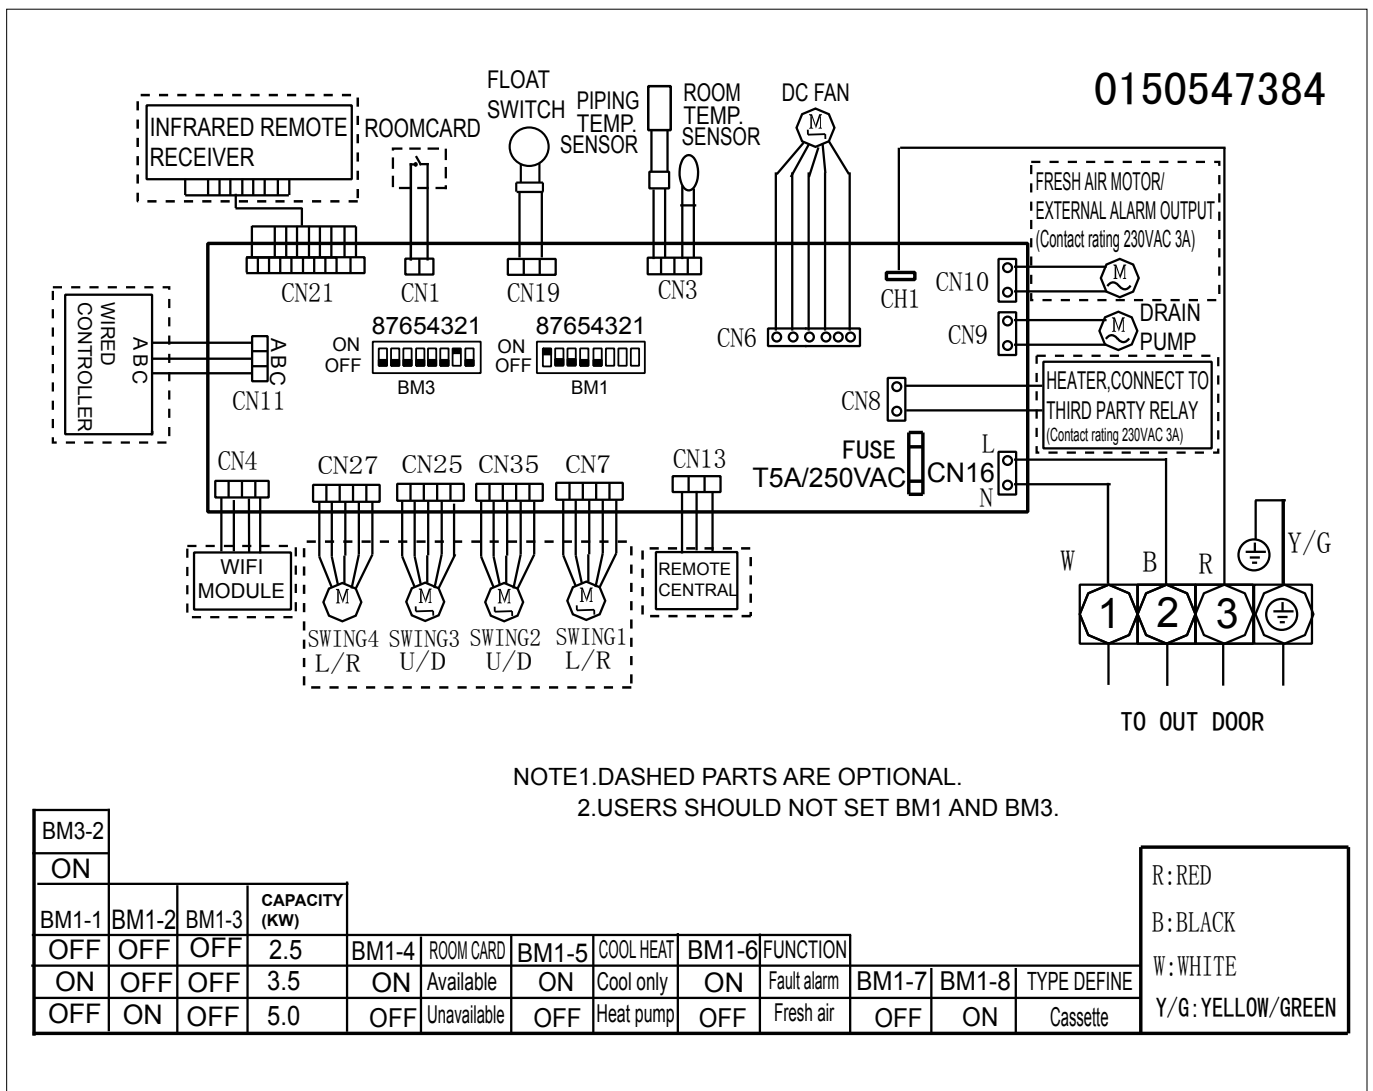 0150547384
FLOAT
SWITCH
PIPING
TEMP.
SENSOR
ROOM
TEMP.
SENSOR
DC FAN
INFRARED REMOTE
RECEIVER
ROOMCARD
M
FRESH AIR MOTOR/
EXTERNAL ALARM OUTPUT
(Contact rating 230VAC 3A)
M
CN21
CN1
CN19
CN3
CH1
CN10
WIRED
CONTROLLER
A B C
A B C
CN11
87654321
ON
OFF
BM3
87654321
ON
OFF
BM1
CN6
CN9
M
DRAIN
PUMP
CN8
HEATER,CONNECT TO
THIRD PARTY RELAY
(Contact rating 230VAC 3A)
FUSE
T5A/250VAC
CN16
L
N
CN4
CN27
CN25
CN35
CN7
CN13
WIFI
MODULE
M
M
M
M
SWING4
L/R
SWING3
U/D
SWING2
U/D
SWING1
L/R
REMOTE
CENTRAL
W
B
R
Y/G
1 2 3
TO OUT DOOR
NOTE1.DASHED PARTS ARE OPTIONAL.
2.USERS SHOULD NOT SET BM1 AND BM3.
BM3-2
ON
BM1-1 BM1-2 BM1-3 CAPACITY (KW)
OFF OFF OFF 2.5 BM1-4 ROOM CARD BM1-5 COOL HEAT BM1-6 FUNCTION
ON OFF OFF 3.5 ON Available ON Cool only ON Fault alarm BM1-7 BM1-8 TYPE DEFINE
OFF ON OFF 5.0 OFF Unavailable OFF Heat pump OFF Fresh air OFF ON Cassette
R:RED
B:BLACK
W:WHITE
Y/G:YELLOW/GREEN